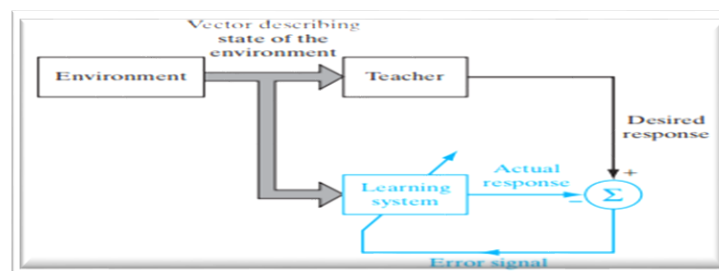 Vector describing
state of the
environment
Environment
Teacher
Desired
response
Learning
system
Actual
response
+
−
Σ
Error signal